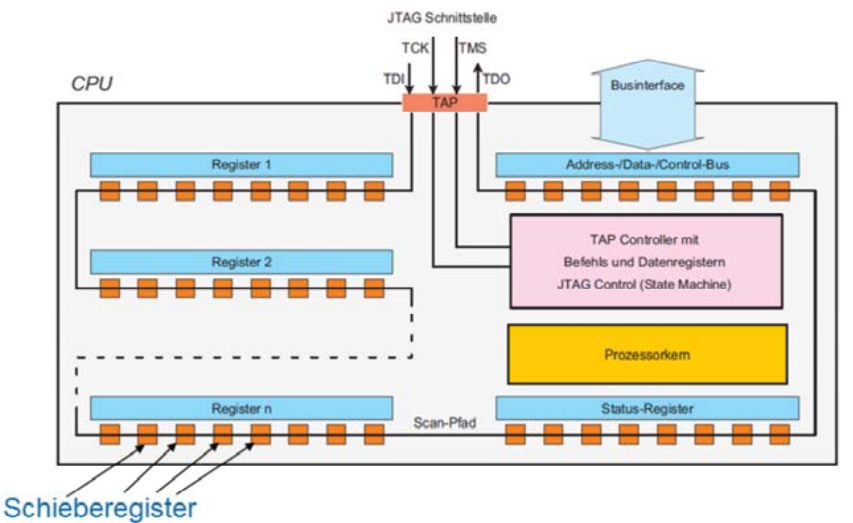 JTAG Schnittstelle
TCK
TMS
TDI
TDO
CPU
TAP
Businterface
Register 1
Address-/Data-/Control-Bus
TAP Controller mit
Befehls und Datenregistern
JTAG Control (State Machine)
Register 2
Prozessorkern
Register n
Scan-Pfad
Status-Register
Schieberegister